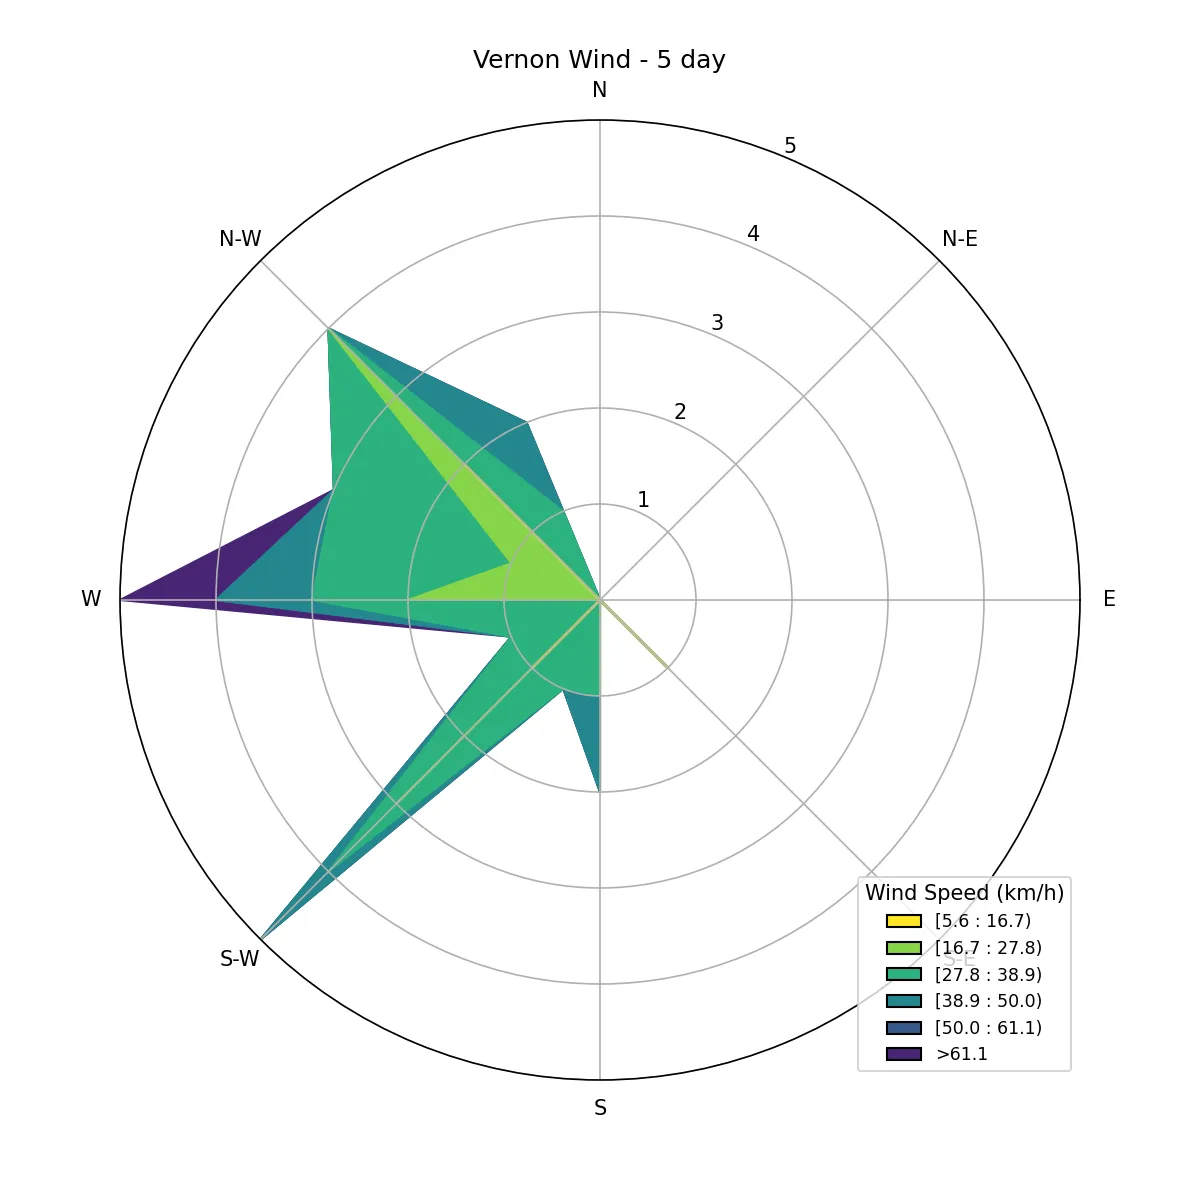 Vernon Wind - 5 day
N
5
N-W
4
N-E
3
2
1
W
E
S-W
S-E
S
Wind Speed (km/h)
[5.6 : 16.7)
[16.7 : 27.8)
[27.8 : 38.9)
[38.9 : 50.0)
[50.0 : 61.1)
>61.1